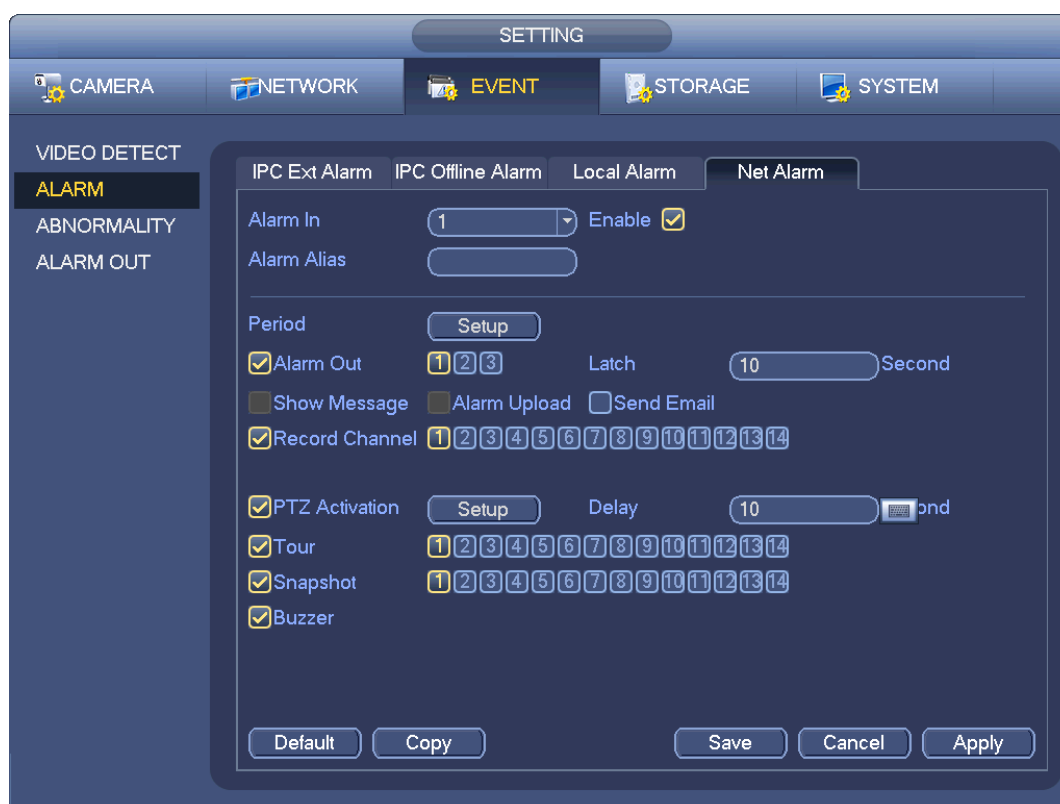 SETTING
CAMERA NETWORK EVENT STORAGE SYSTEM
VIDEO DETECT
ALARM
ABNORMALITY
ALARM OUT
IPC Ext Alarm IPC Offline Alarm Local Alarm Net Alarm
Alarm In 1 Enable
Alarm Alias
Period Setup
Alarm Out 1 2 3 Latch 10 Second
Show Message Alarm Upload Send Email
Record Channel 1 2 3 4 5 6 7 8 9 10 11 12 13 14
PTZ Activation Setup Delay 10 ond
Tour 1 2 3 4 5 6 7 8 9 10 11 12 13 14
Snapshot 1 2 3 4 5 6 7 8 9 10 11 12 13 14
Buzzer
Default Copy Save Cancel Apply